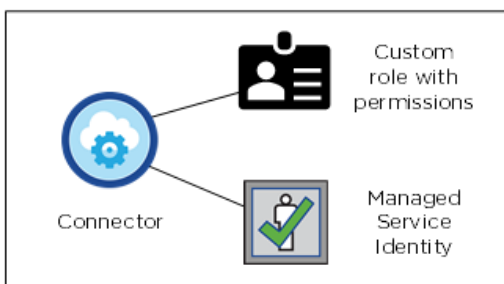 Custom
role with
permissions
Connector
Managed
Service
Identity